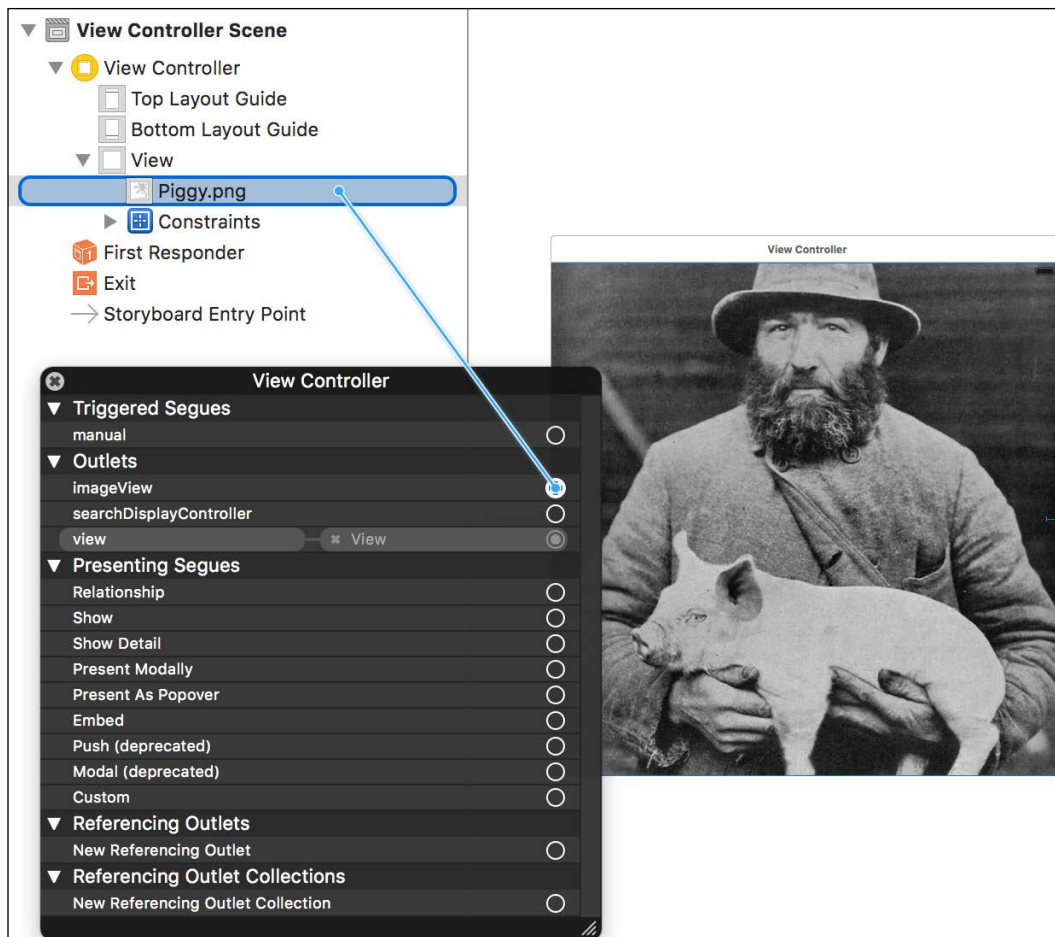 View Controller Scene
View Controller
Top Layout Guide
Bottom Layout Guide
View
Piggy.png
Constraints
First Responder
Exit
Storyboard Entry Point
View Controller
View Controller
Triggered Segues
manual
Outlets
imageView
searchDisplayController
view View
Presenting Segues
Relationship
Show
Show Detail
Present Modally
Present As Popover
Embed
Push (deprecated)
Modal (deprecated)
Custom
Referencing Outlets
New Referencing Outlet
Referencing Outlet Collections
New Referencing Outlet Collection